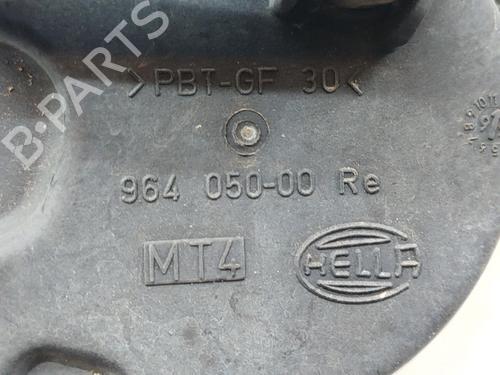 >PBT-GF 30<
964 050-00 Re
MT4
HELLA
B-PARTS